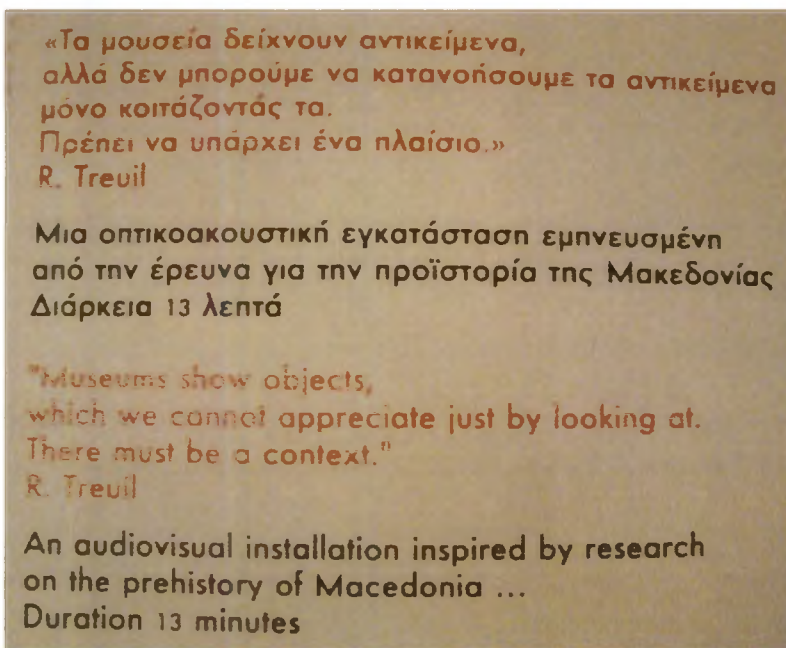 «Τα μουσεία δείχνουν αντικείμενα,
αλλά δεν μπορούμε να κατανοήσουμε τα αντικείμενα
μόνο κοιτάζοντάς τα.
Πρέπει να υπάρχει ένα πλαίσιο.»
R. Treuil
Μια οπτικοακουστική εγκατάσταση εμπνευσμένη
από την έρευνα για την προϊστορία της Μακεδονίας
Διάρκεια 13 λεπτά
"Museums show objects,
which we cannot appreciate just by looking at.
There must be a context."
R. Treuil
An audiovisual installation inspired by research
on the prehistory of Macedonia ...
Duration 13 minutes